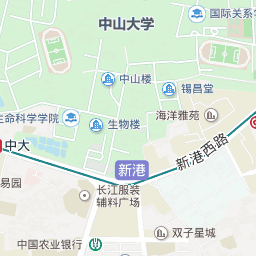 国际关系学
中山大学
中山楼
锡昌堂
生命科学学院
生物楼
海洋雅苑
中大
新港
新港西路
易园
长江服装
辅料广场
中国农业银行
双子星城